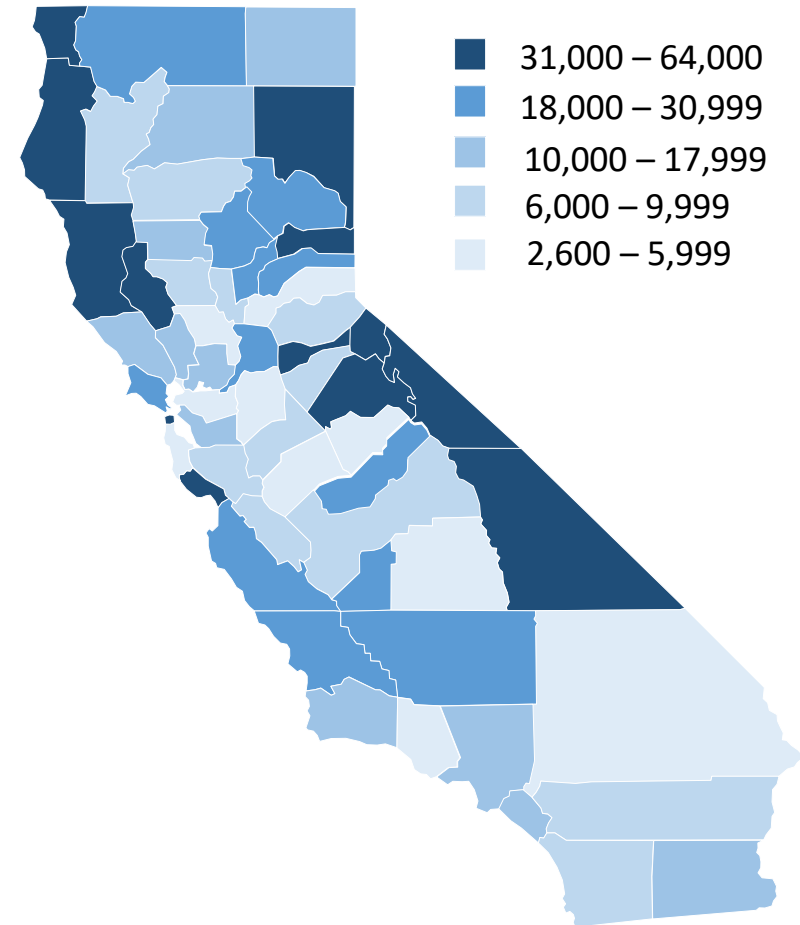 31,000 – 64,000
18,000 – 30,999
10,000 – 17,999
6,000 – 9,999
2,600 – 5,999